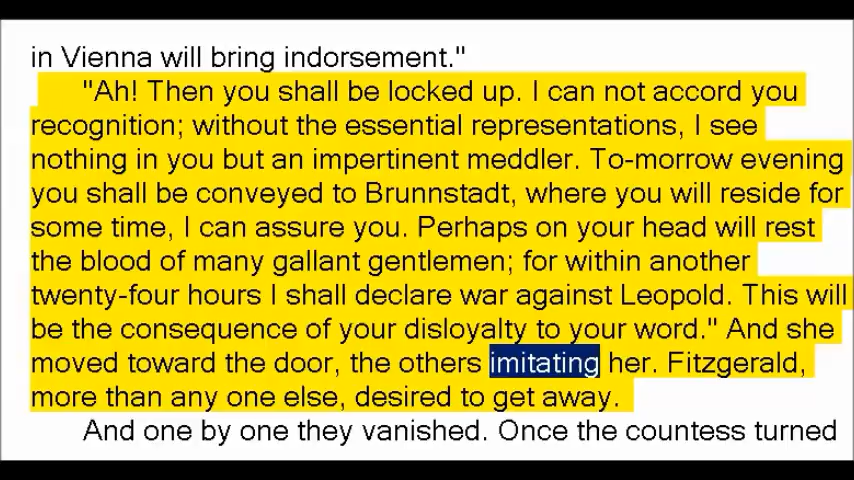 in Vienna will bring indorsement."
"Ah! Then you shall be locked up. I can not accord you
recognition; without the essential representations, I see
nothing in you but an impertinent meddler. To-morrow evening
you shall be conveyed to Brunnstadt, where you will reside for
some time, I can assure you. Perhaps on your head will rest
the blood of many gallant gentlemen; for within another
twenty-four hours I shall declare war against Leopold. This will
be the consequence of your disloyalty to your word." And she
moved toward the door, the others imitating her. Fitzgerald,
more than any one else, desired to get away.
And one by one they vanished. Once the countess turned